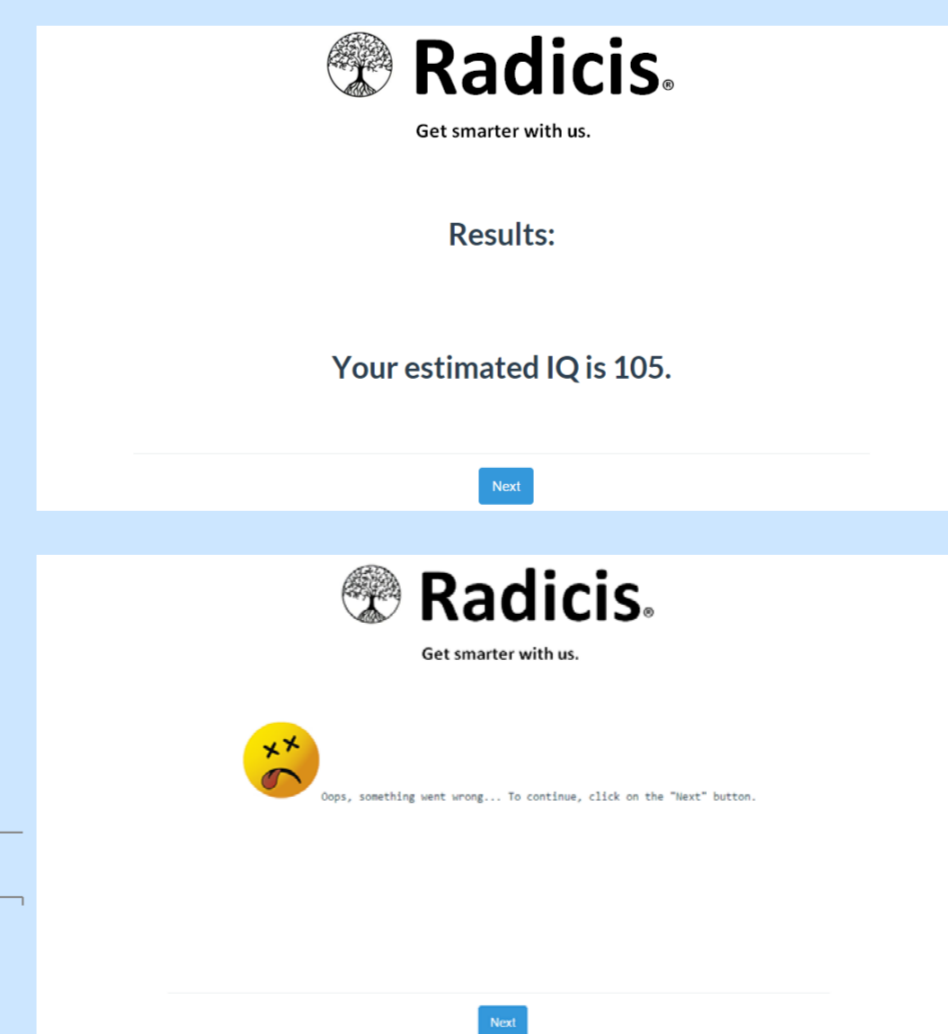 Radicis®
Get smarter with us.
Results:
Your estimated IQ is 105.
Next
Radicis®
Get smarter with us.
Oops, something went wrong... To continue, click on the "Next" button.
Next